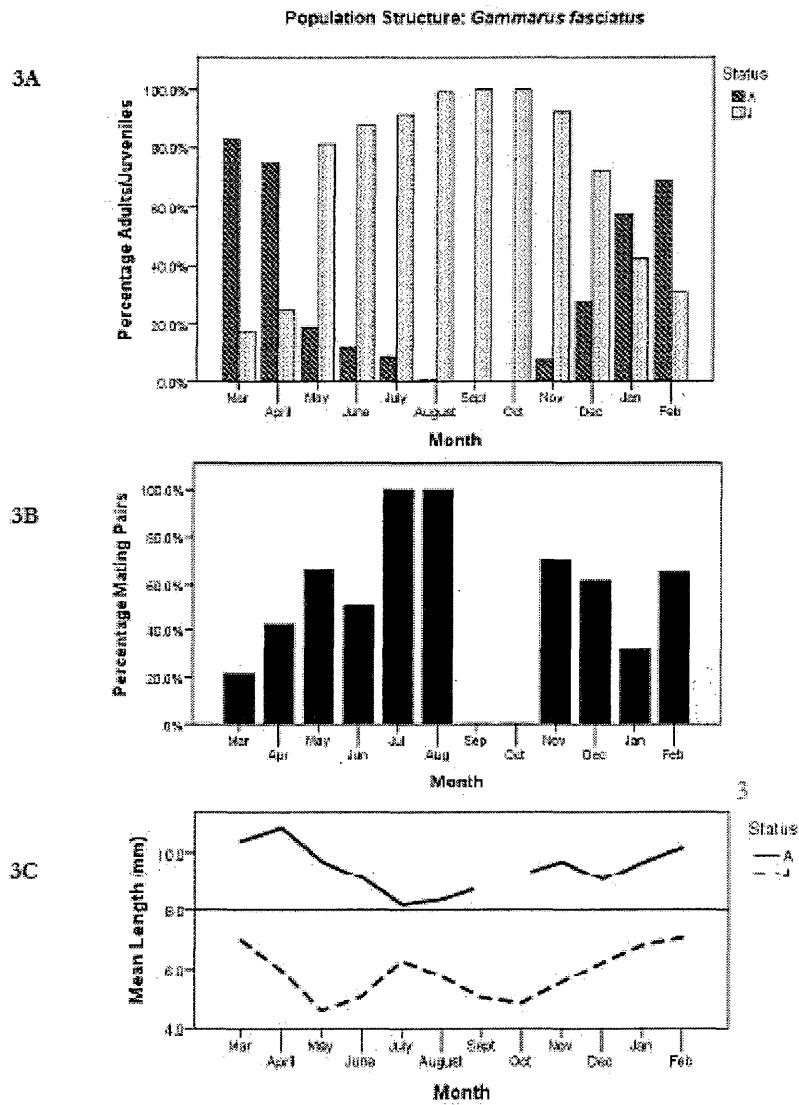 Population Structure: Gammarus fasciatus
3A
Status
A
J
Percentage Adults/Juveniles
100.0%
80.0%
60.0%
40.0%
20.0%
0.0%
Mar April May June July August Sept Oct Nov Dec Jan Feb
Month
3B
Percentage Mating Pairs
100.0%
80.0%
60.0%
40.0%
20.0%
.0%
Mar Apr May Jun Jul Aug Sep Oct Nov Dec Jan Feb
Month
3
3C
Status
A
J
Mean Length (mm)
10.0
8.0
6.0
4.0
Mar April May June July August Sept Oct Nov Dec Jan Feb
Month